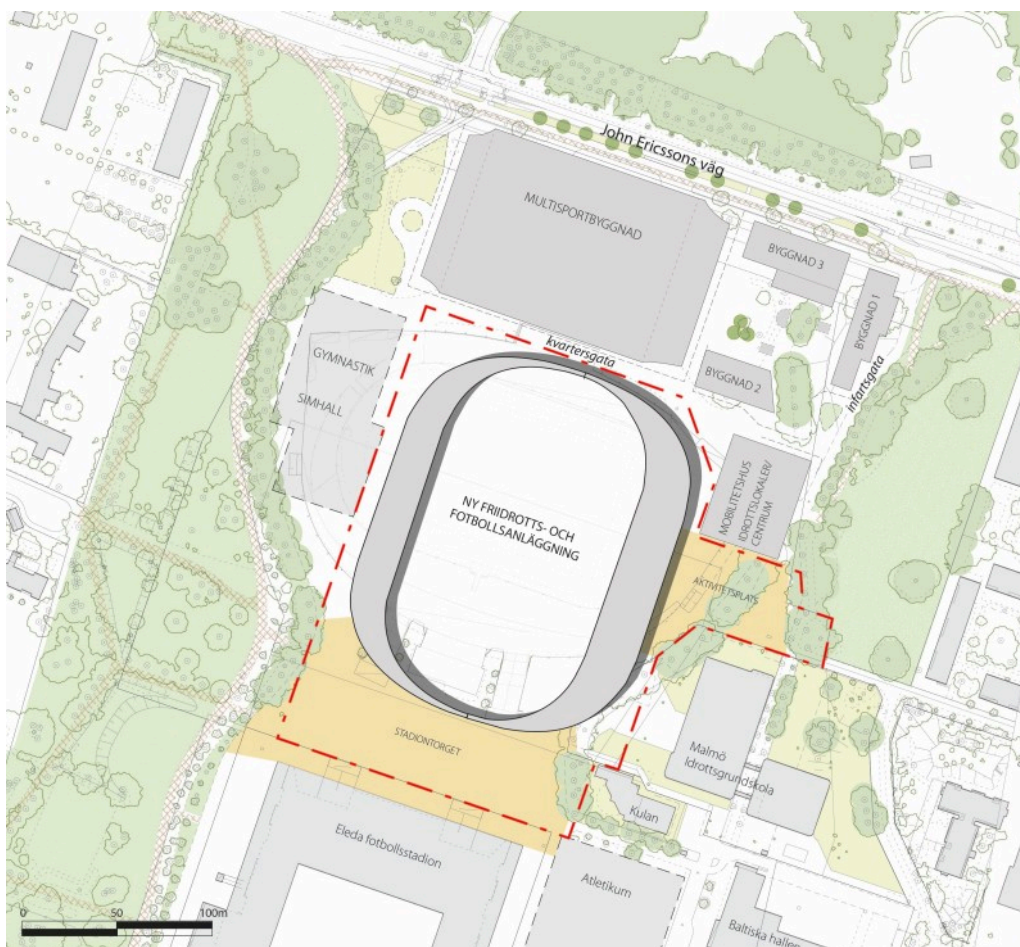 John Ericssons väg
MULTISPORTBYGGNAD
BYGGNAD 3
BYGGNAD 1
kvartersgata
BYGGNAD 2
infartsgata
GYMNASTIK
SIMHALL
MOBILITETSHUS
IDROTTSLOKALER/
CENTRUM
NY FRIIDROTTS- OCH
FOTBOLLSANLÄGGNING
AKTIVITETSPLATS
STADIONTORGET
Malmö
Idrottsgrundskola
Kulan
Eleda fotbollsstadion
Atletikum
Baltiska hallen
0 50 100m